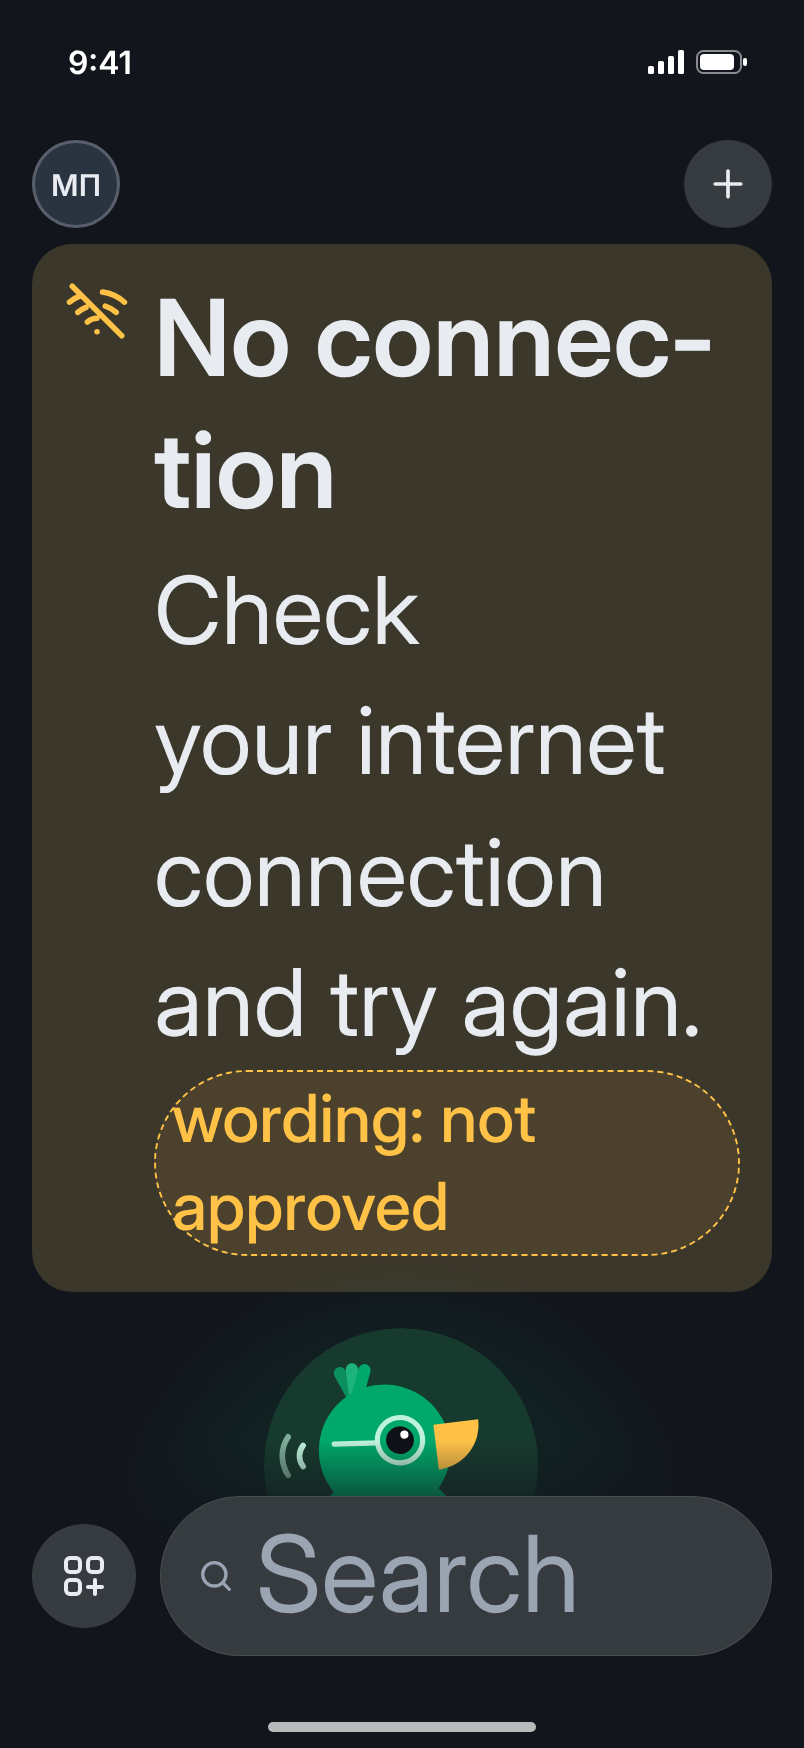 9:41
МП
No connec-
tion
Check
your internet
connection
and try again.
wording: not
approved
Search